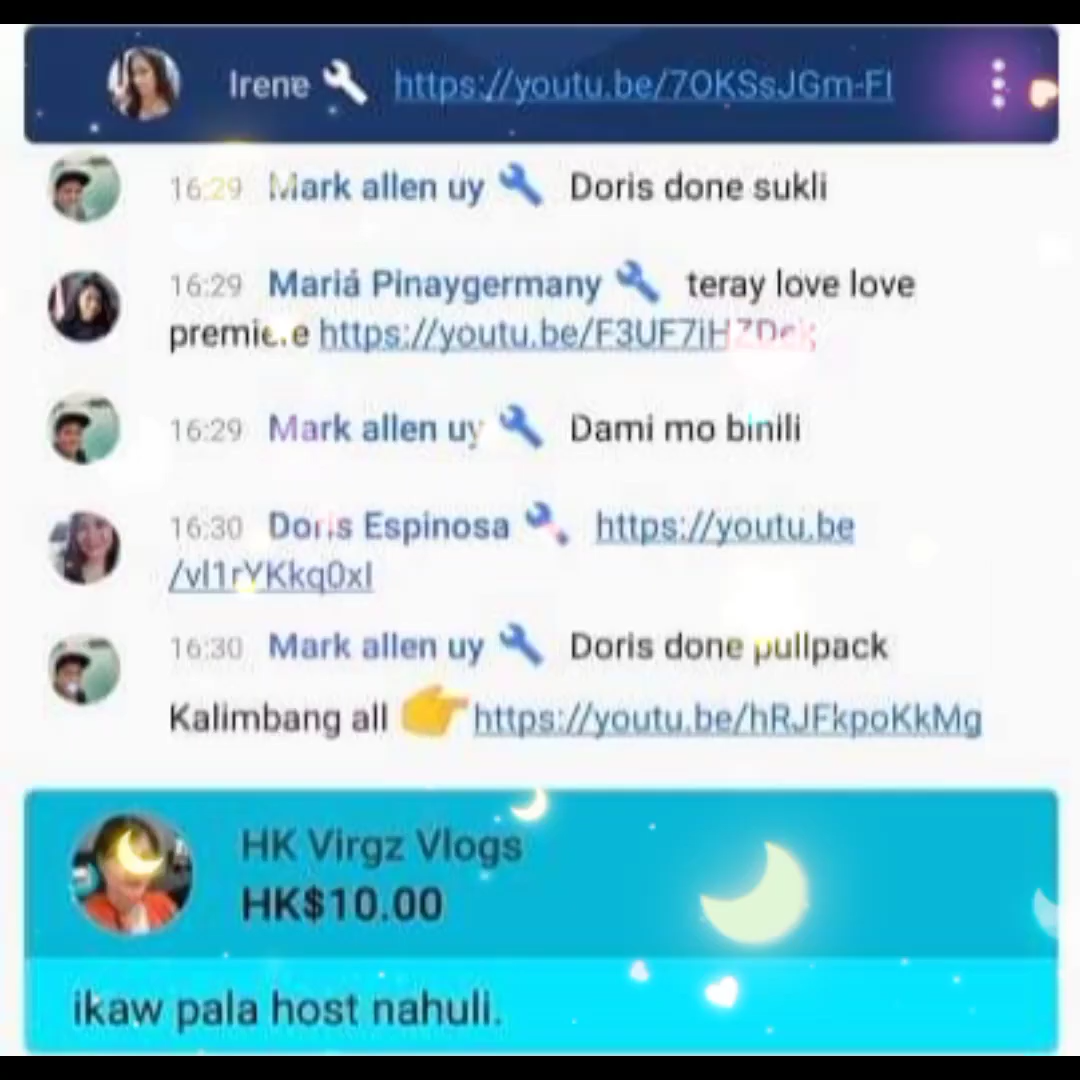 Irene https://youtu.be/7OKSsJGm-FI
16:29 Mark allen uy Doris done sukli
16:29 Mariá Pinaygermany teray love love
premiere
16:29 Mark allen uy Dami mo binili
16:30 Doris Espinosa https://youtu.be
/vl1rYKkq0xI
16:30 Mark allen uy Doris done pullpack
Kalimbang all 👉 https://youtu.be/hRJFkpoKkMg
HK Virgz Vlogs
HK$10.00
ikaw pala host nahuli.